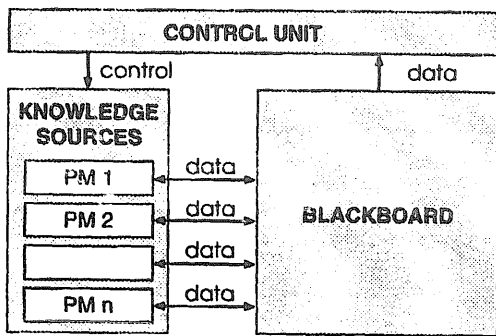 CONTROL UNIT
control
data
KNOWLEDGE
SOURCES
PM 1
data
PM 2
data
BLACKBOARD
data
PM n
data